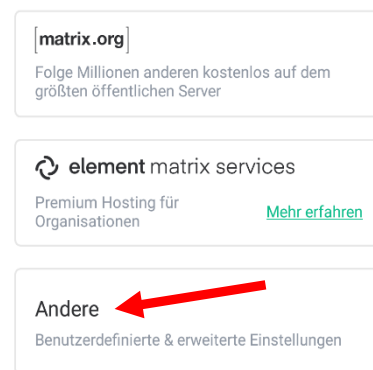 [matrix.org]
Folge Millionen anderen kostenlos auf dem
größten öffentlichen Server
element matrix services
Premium Hosting für
Organisationen
Mehr erfahren
Andere
Benutzerdefinierte & erweiterte Einstellungen